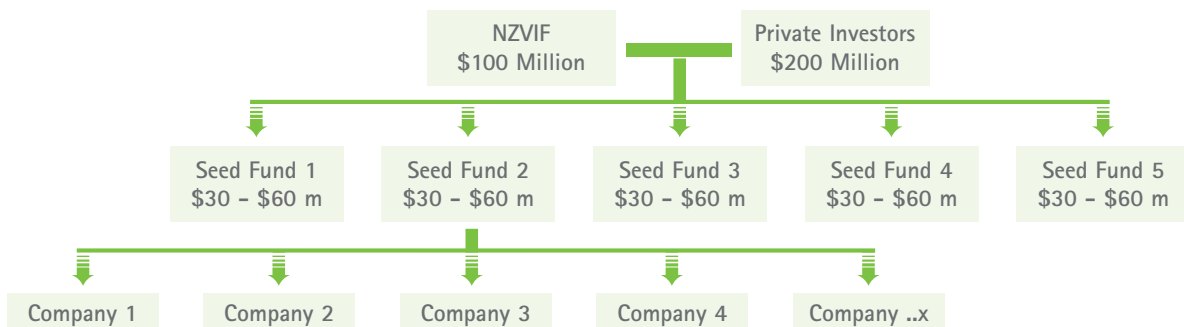 NZVIF
$100 Million
Private Investors
$200 Million
Seed Fund 1
$30 - $60 m
Seed Fund 2
$30 - $60 m
Seed Fund 3
$30 - $60 m
Seed Fund 4
$30 - $60 m
Seed Fund 5
$30 - $60 m
Company 1
Company 2
Company 3
Company 4
Company ..x